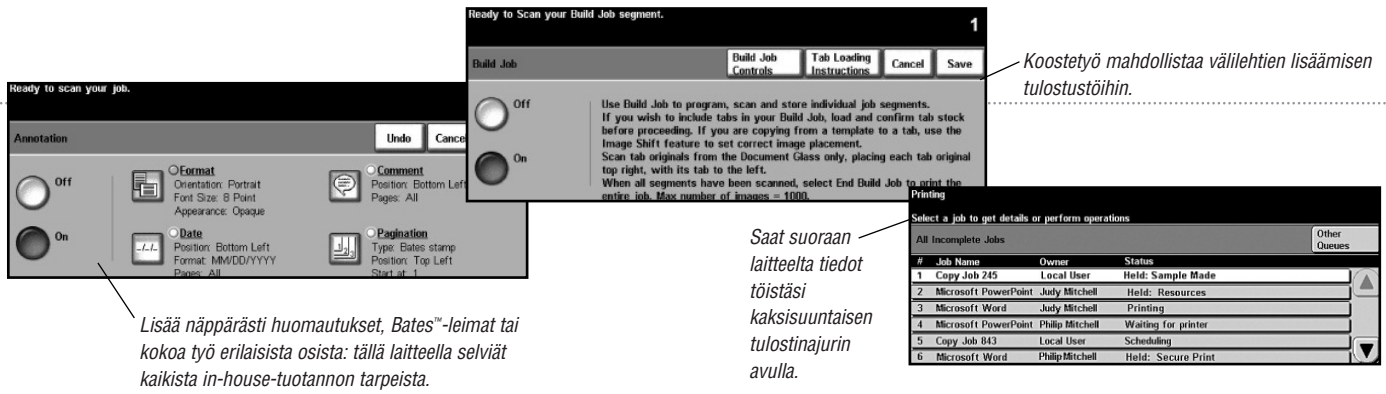 Ready to Scan your Build Job segment.
1
Build Job
Build Job Controls
Tab Loading Instructions
Cancel
Save
Off
On
Use Build Job to program, scan and store individual job segments.
If you wish to include tabs in your Build Job, load and confirm tab stock
before proceeding. If you are copying from a template to a tab, use the
Image Shift feature to set correct image placement.
Scan tab originals from the Document Glass only, placing each tab original
top right, with its tab to the left.
When all segments have been scanned, select End Build Job to print the
entire job. Max number of images = 1000.
Koostetyö mahdollistaa välilehtien lisäämisen
tulostustöihin.
Ready to scan your job.
Annotation
Undo
Cance
Off
On
Format
Orientation: Portrait
Font Size: 8 Point
Appearance: Opaque
Comment
Position: Bottom Left
Pages: All
Date
Position: Bottom Left
Format: MM/DD/YYYY
Pages: All
Pagination
Type: Bates stamp
Position: Top Left
Start at: 1
Lisää näppärästi huomautukset, Bates™-leimat tai
kokoa työ erilaisista osista: tällä laitteella selviät
kaikista in-house-tuotannon tarpeista.
Saat suoraan
laitteelta tiedot
töistäsi
kaksisuuntaisen
tulostinajurin
avulla.
Printing
Select a job to get details or perform operations
All Incomplete Jobs
Other Queues
# Job Name Owner Status
1 Copy Job 245 Local User Held: Sample Made
2 Microsoft PowerPoint Judy Mitchell Held: Resources
3 Microsoft Word Judy Mitchell Printing
4 Microsoft PowerPoint Philip Mitchell Waiting for printer
5 Copy Job 843 Local User Scheduling
6 Microsoft Word Philip Mitchell Held: Secure Print